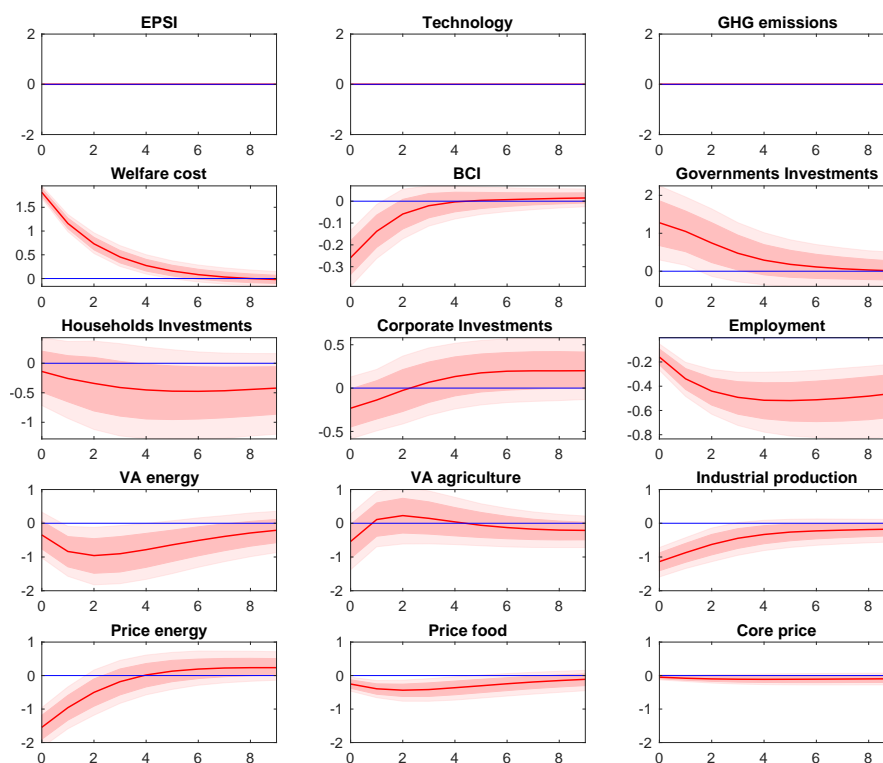 EPSI Technology GHG emissions
2 2 2
0 0 0
-2 -2 -2
0 2 4 6 8 0 2 4 6 8 0 2 4 6 8
Welfare cost BCI Governments Investments
1.5 0 2
1 -0.1 1
0.5 -0.2
0 -0.3 0
0 2 4 6 8 0 2 4 6 8 0 2 4 6 8
Households Investments Corporate Investments Employment
0 0.5 -0.2
-0.5 0 -0.4
-1 -0.5 -0.6
-0.8
0 2 4 6 8 0 2 4 6 8 0 2 4 6 8
VA energy VA agriculture Industrial production
1 1 1
0 0 0
-1 -1 -1
-2 -2 -2
0 2 4 6 8 0 2 4 6 8 0 2 4 6 8
Price energy Price food Core price
1 1 1
0 0 0
-1 -1 -1
-2 -2 -2
0 2 4 6 8 0 2 4 6 8 0 2 4 6 8